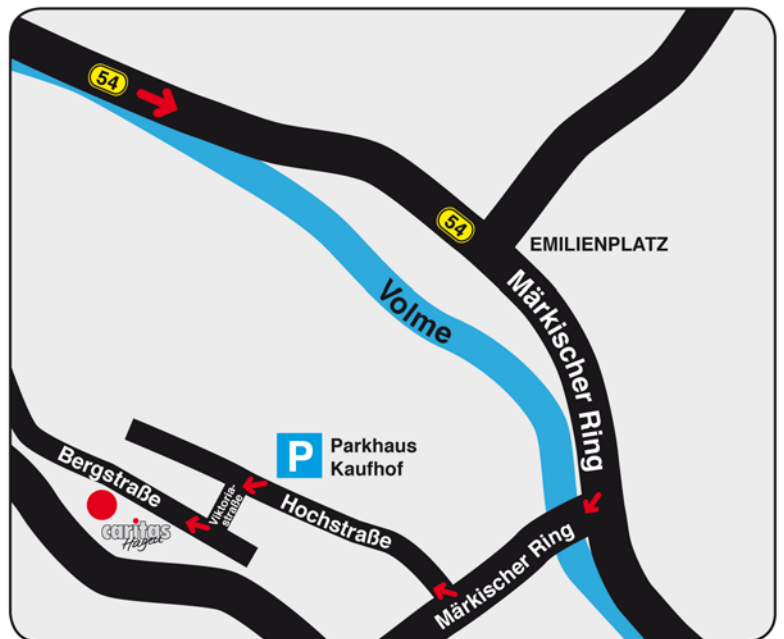 54
54
EMILIENPLATZ
Märkischer Ring
Volme
P
Parkhaus
Kaufhof
Bergstraße
Viktoria-
straße
Hochstraße
caritas
Hagen
Märkischer Ring